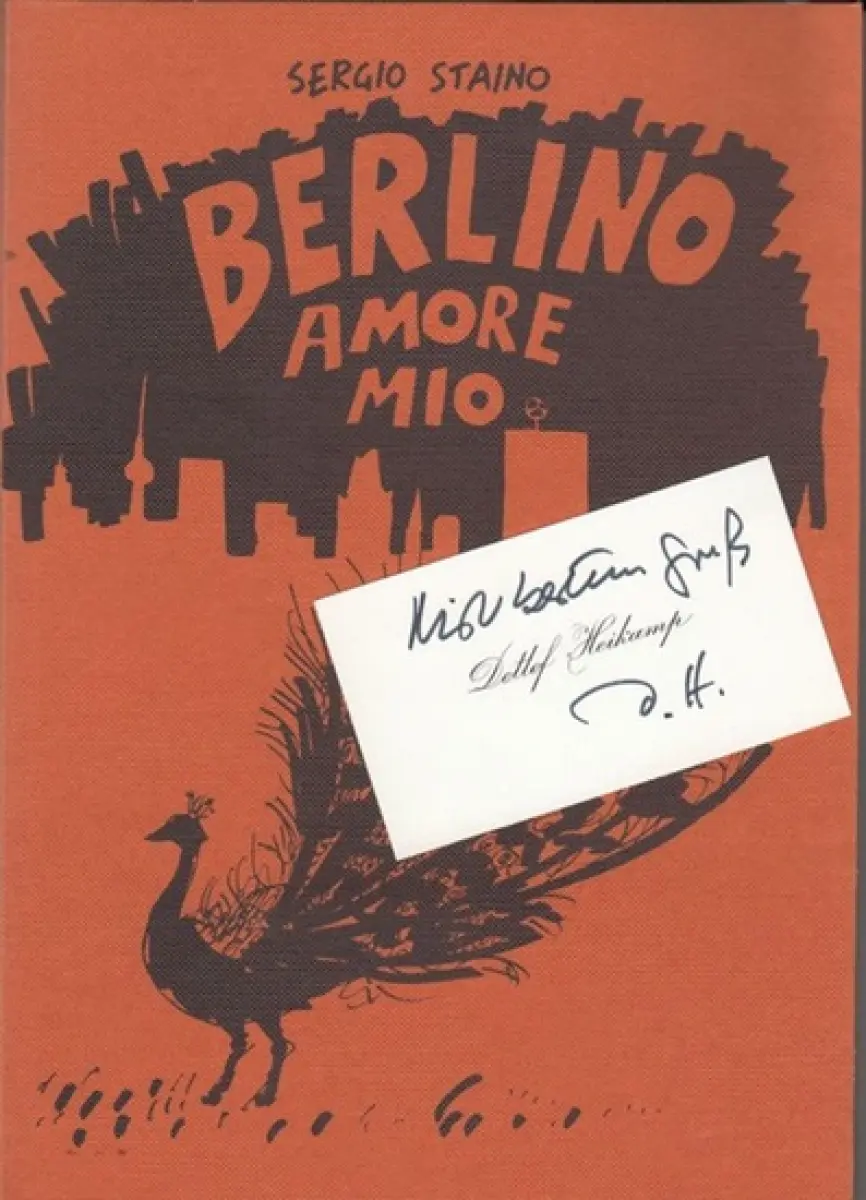 SERGIO STAINO
BERLINO
AMORE
MIO
Mit bestem Gruß
Detlef Heikamp
D. H.